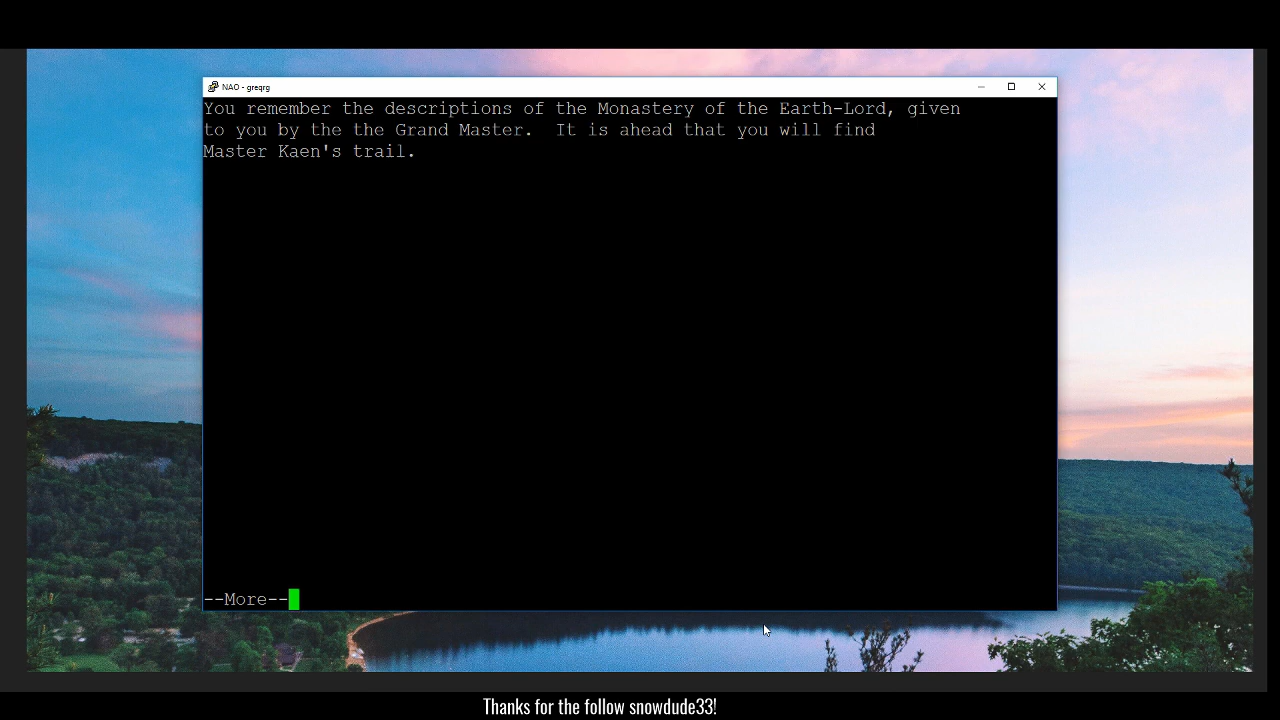 NAO - greqrg
You remember the descriptions of the Monastery of the Earth-Lord, given
to you by the the Grand Master.  It is ahead that you will find
Master Kaen's trail.
--More--
Thanks for the follow snowdude33!